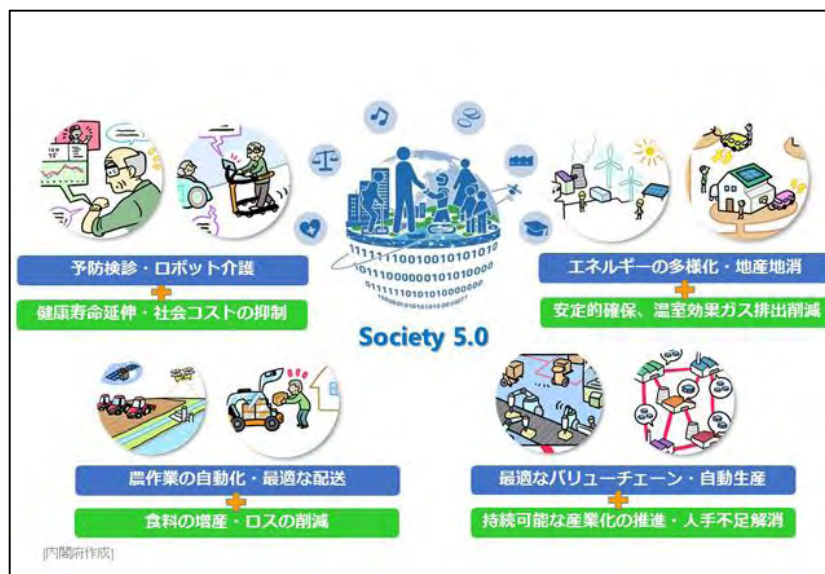 予防検診・ロボット介護
健康寿命延伸・社会コストの抑制
エネルギーの多様化・地産地消
安定的確保、温室効果ガス排出削減
1111111001001010101
11101000001010101000
111111010101000000
Society 5.0
農作業の自動化・最適な配送
食料の増産・ロスの削減
最適なバリューチェーン・自動生産
持続可能な産業化の推進・人手不足解消
[内閣府作成]